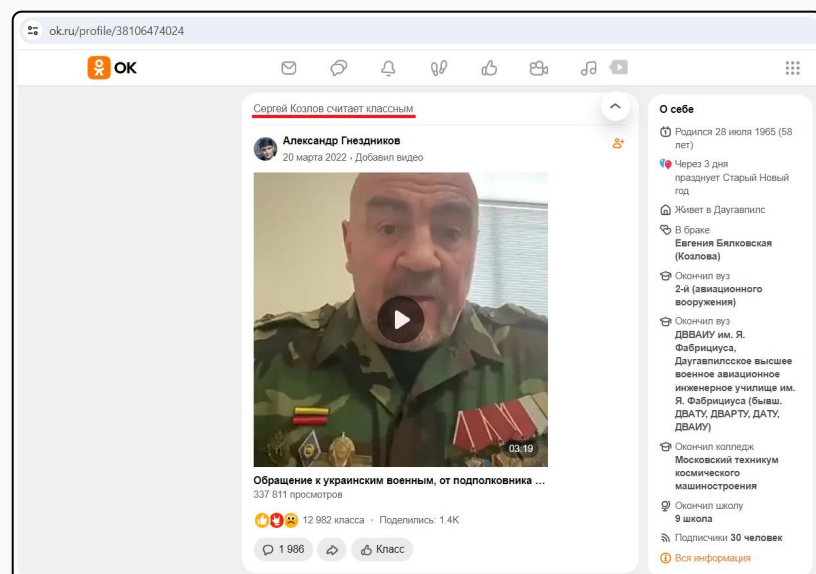 ok.ru/profile/38106474024
OK
Сергей Козлов считает классным
Александр Гнездников
20 марта 2022 • Добавил видео
03:19
Обращение к украинским военным, от подполковника ...
337 811 просмотров
12 982 класса • Поделились: 1.4K
1 986
Класс
О себе
Родился 28 июля 1965 (58
лет)
Через 3 дня
празднует Старый Новый
год
Живет в Даугавпилс
В браке
Евгения Бялковская
(Козлова)
Окончил вуз
2-й (авиационного
вооружения)
Окончил вуз
ДВВАИУ им. Я.
Фабрициуса,
Даугавпилсское высшее
военное авиационное
инженерное училище им.
Я. Фабрициуса (бывш.
ДВАТУ, ДВАРТУ, ДАТУ,
ДВАИУ)
Окончил колледж
Московский техникум
космического
машиностроения
Окончил школу
9 школа
Подписчики 30 человек
Вся информация